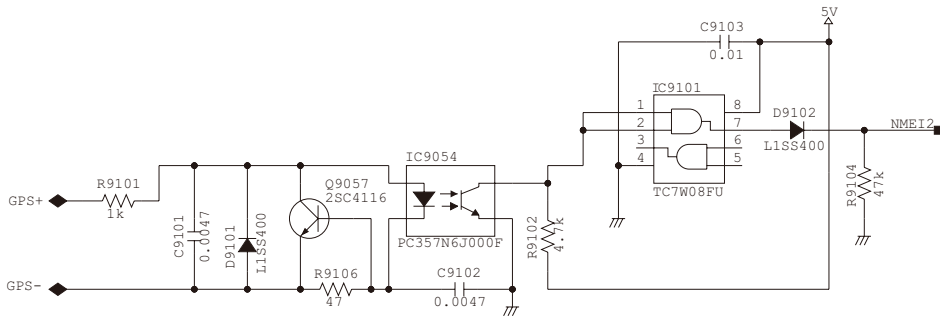 5V
C9103
0.01
IC9101
1
2
3
4
8
7
6
5
TC7W08FU
D9102
L1SS400
NMEI2
R9104
47k
IC9054
PC357N6J000F
Q9057
2SC4116
R9101
1k
GPS+
C9101
0.0047
D9101
L1SS400
R9102
4.7k
R9106
47
C9102
0.0047
GPS-